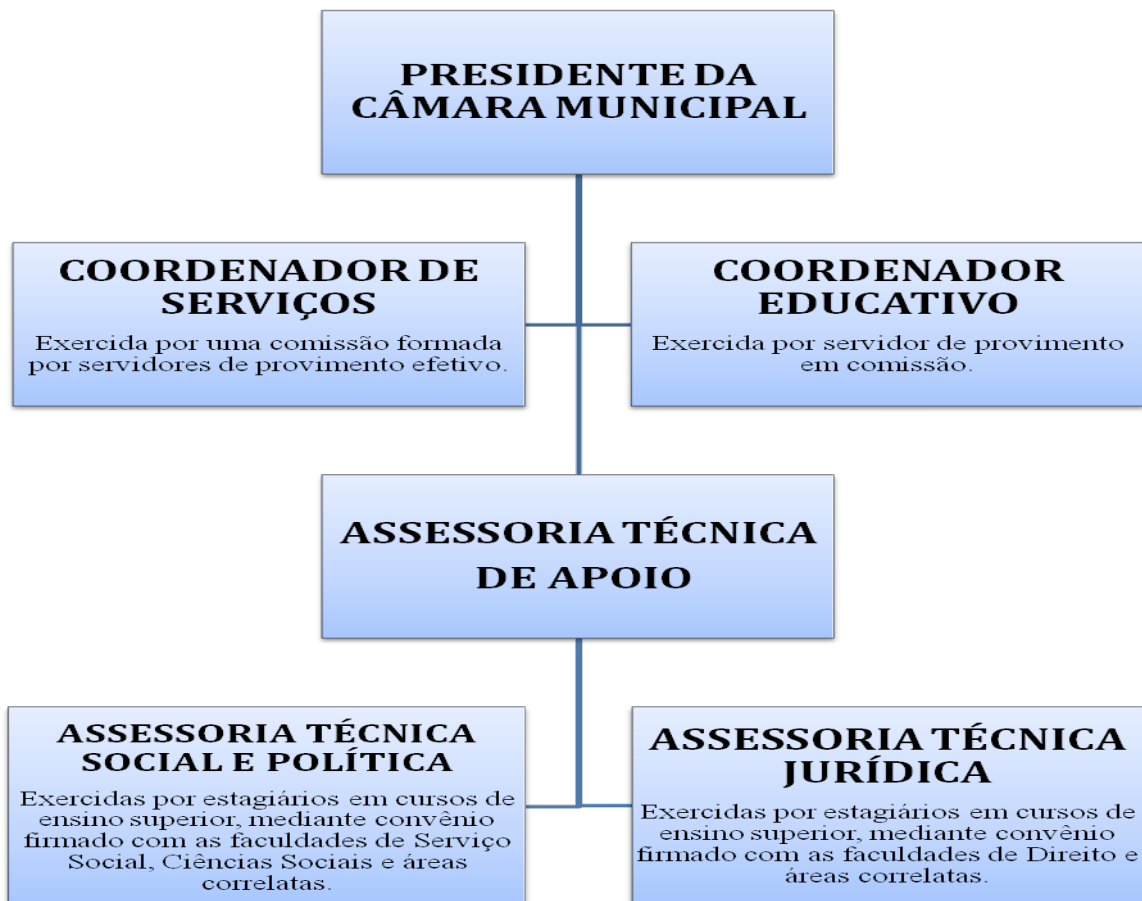 PRESIDENTE DA
CÂMARA MUNICIPAL
COORDENADOR DE
SERVIÇOS
Exercida por uma comissão formada
por servidores de provimento efetivo.
COORDENADOR
EDUCATIVO
Exercida por servidor de provimento
em comissão.
ASSESSORIA TÉCNICA
DE APOIO
ASSESSORIA TÉCNICA
SOCIAL E POLÍTICA
Exercidas por estagiários em cursos de
ensino superior, mediante convênio
firmado com as faculdades de Serviço
Social, Ciências Sociais e áreas
correlatas.
ASSESSORIA TÉCNICA
JURÍDICA
Exercidas por estagiários em cursos de
ensino superior, mediante convênio
firmado com as faculdades de Direito e
áreas correlatas.